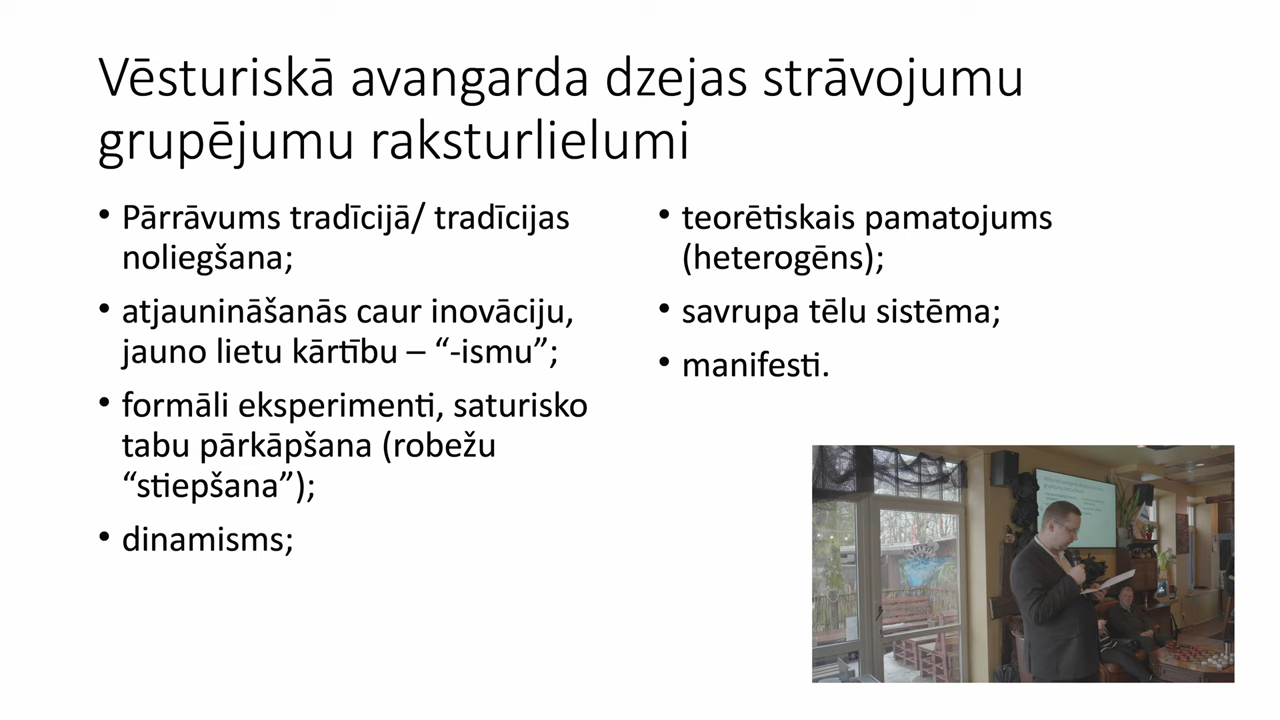 Vēsturiskā avangarda dzejas strāvojumu
grupējumu raksturlielumi
• Pārrāvums tradīcijā/ tradīcijas
noliegšana;
• atjaunināšanās caur inovāciju,
jauno lietu kārtību – “-ismu”;
• formāli eksperimenti, saturisko
tabu pārkāpšana (robežu
“stiepšana”);
• dinamisms;
• teorētiskais pamatojums
(heterogēns);
• savrupa tēlu sistēma;
• manifesti.